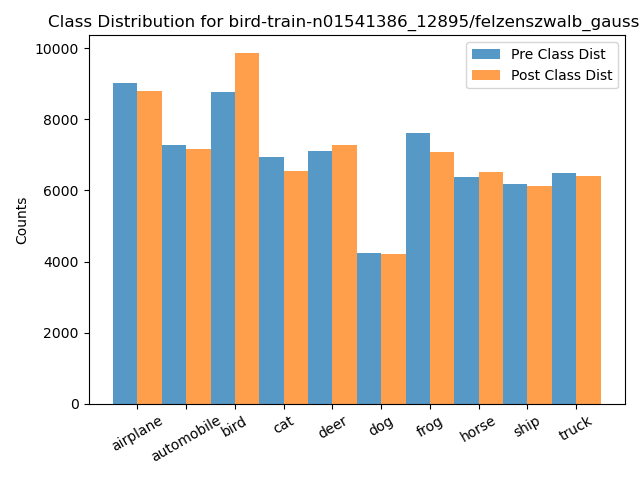 Class Distribution for bird-train-n01541386_12895/felzenszwalb_gauss
Pre Class Dist
Post Class Dist
Counts
10000
8000
6000
4000
2000
0
airplane
automobile
bird
cat
deer
dog
frog
horse
ship
truck